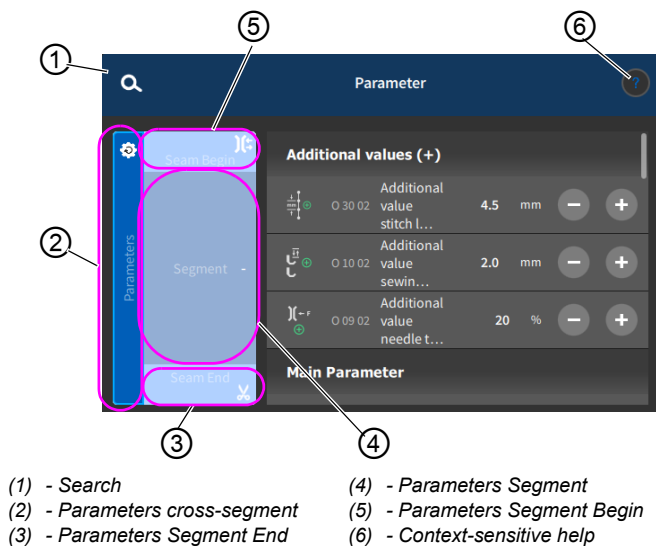 ⑤
⑥
①
Parameter
?
Seam Begin
Additional values (+)
Additional
O 30 02 value 4.5 mm − +
stitch l...
②
Parameters
Segment -
Additional
O 10 02 value 2.0 mm − +
sewin...
Additional
F
O 09 02 value 20 % − +
needle t...
Seam End
Main Parameter
③
④
(1) - Search
(2) - Parameters cross-segment
(3) - Parameters Segment End
(4) - Parameters Segment
(5) - Parameters Segment Begin
(6) - Context-sensitive help